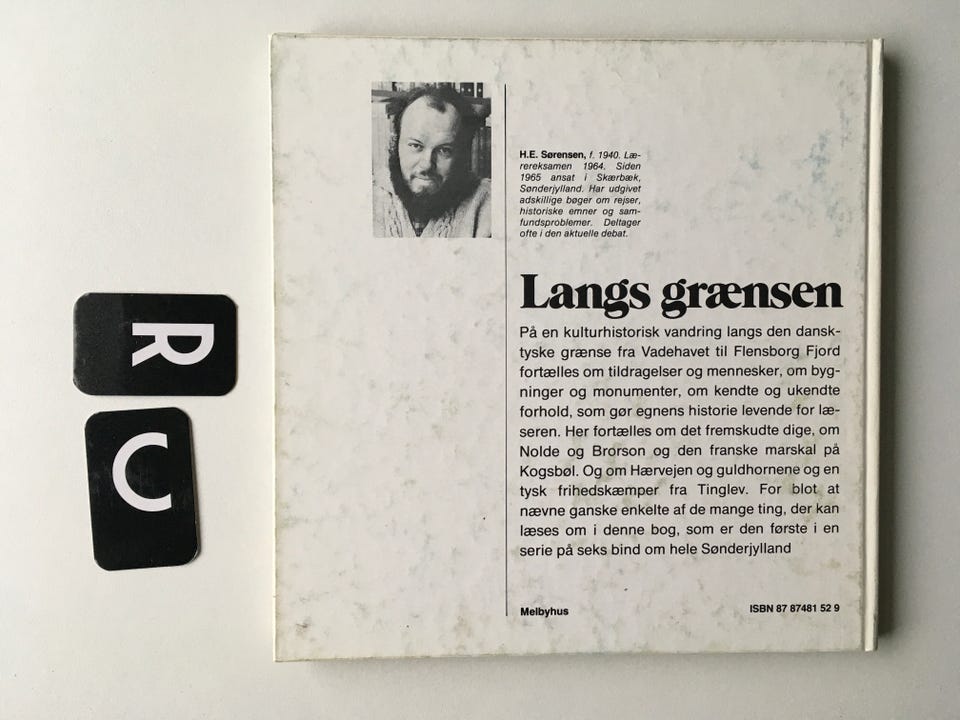 H.E. Sørensen, f. 1940. Læ-
rereksamen 1964. Siden
1965 ansat i Skærbæk,
Sønderjylland. Har udgivet
adskillige bøger om rejser,
historiske emner og sam-
fundsproblemer. Deltager
ofte i den aktuelle debat.
Langs grænsen
På en kulturhistorisk vandring langs den dansk-
tyske grænse fra Vadehavet til Flensborg Fjord
fortælles om tildragelser og mennesker, om byg-
ninger og monumenter, om kendte og ukendte
forhold, som gør egnens historie levende for læ-
seren. Her fortælles om det fremskudte dige, om
Nolde og Brorson og den franske marskal på
Kogsbøl. Og om Hærvejen og guldhornene og en
tysk frihedskæmper fra Tinglev. For blot at
nævne ganske enkelte af de mange ting, der kan
læses om i denne bog, som er den første i en
serie på seks bind om hele Sønderjylland
Melbyhus
ISBN 87 87481 52 9
R
C